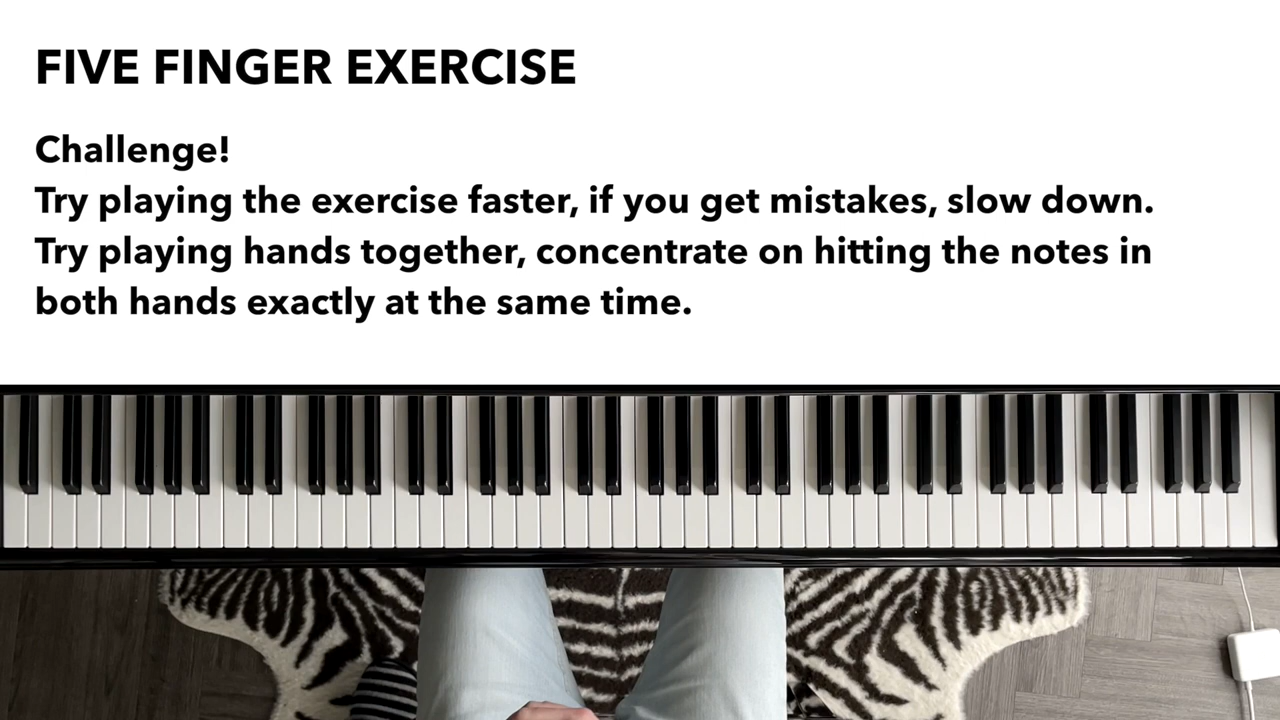 FIVE FINGER EXERCISE
Challenge!
Try playing the exercise faster, if you get mistakes, slow down.
Try playing hands together, concentrate on hitting the notes in
both hands exactly at the same time.